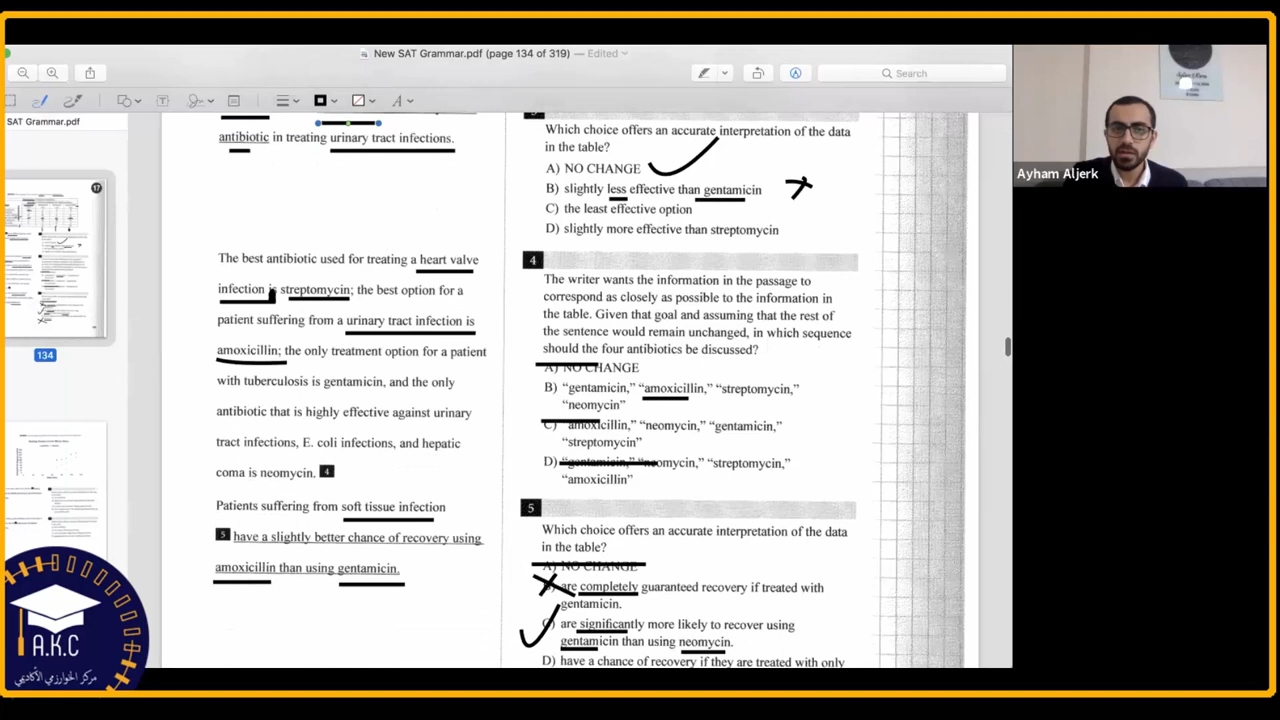 New SAT Grammar.pdf (page 134 of 319) — Edited
Search
SAT Grammar.pdf
17
134
antibiotic in treating urinary tract infections.
The best antibiotic used for treating a heart valve
infection is streptomycin; the best option for a
patient suffering from a urinary tract infection is
amoxicillin; the only treatment option for a patient
with tuberculosis is gentamicin, and the only
antibiotic that is highly effective against urinary
tract infections, E. coli infections, and hepatic
coma is neomycin. 4
Patients suffering from soft tissue infection
5 have a slightly better chance of recovery using
amoxicillin than using gentamicin.
Which choice offers an accurate interpretation of the data
in the table?
A) NO CHANGE
B) slightly less effective than gentamicin
C) the least effective option
D) slightly more effective than streptomycin
4
The writer wants the information in the passage to
correspond as closely as possible to the information in
the table. Given that goal and assuming that the rest of
the sentence would remain unchanged, in which sequence
should the four antibiotics be discussed?
A) NO CHANGE
B) “gentamicin,” “amoxicillin,” “streptomycin,”
“neomycin”
C) “amoxicillin,” “neomycin,” “gentamicin,”
“streptomycin”
D) “gentamicin,” “neomycin,” “streptomycin,”
“amoxicillin”
5
Which choice offers an accurate interpretation of the data
in the table?
A) NO CHANGE
B) are completely guaranteed recovery if treated with
gentamicin.
C) are significantly more likely to recover using
gentamicin than using neomycin.
D) have a chance of recovery if they are treated with only
Ayham Aljerk
A.K.C
مركز الخوارزمي الأكاديمي